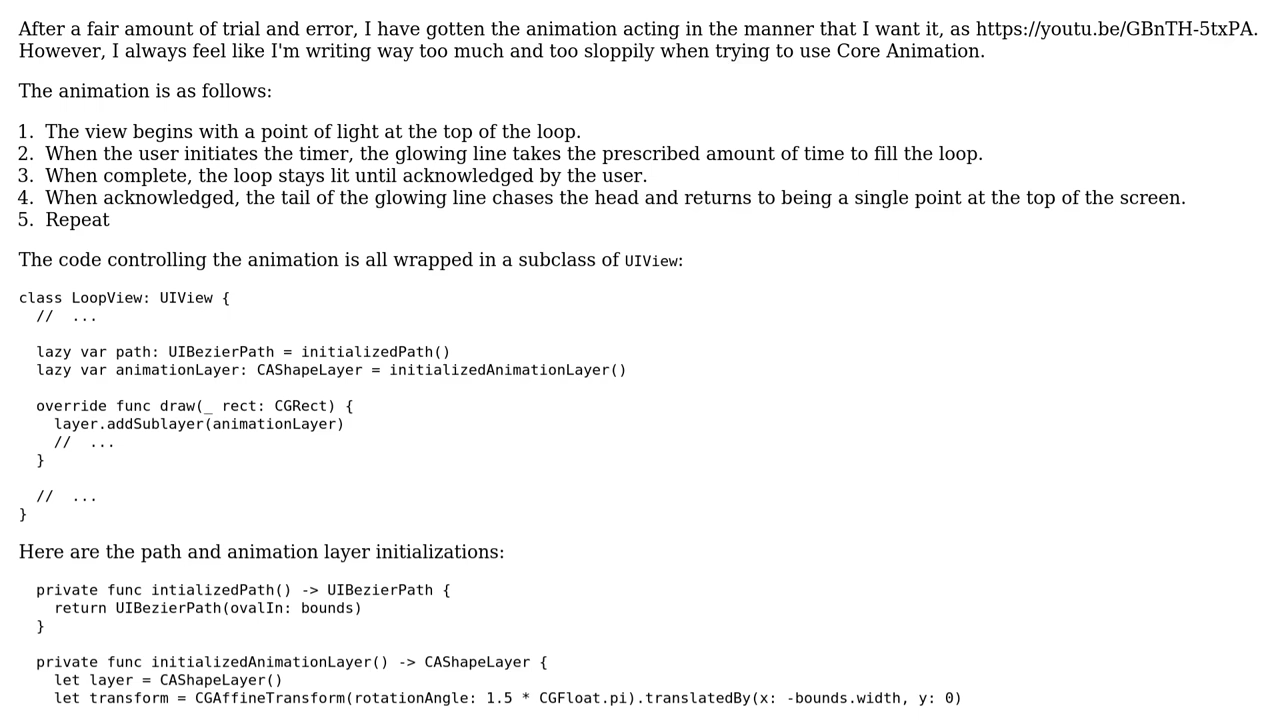 After a fair amount of trial and error, I have gotten the animation acting in the manner that I want it, as https://youtu.be/GBnTH-5txPA.
However, I always feel like I'm writing way too much and too sloppily when trying to use Core Animation.
The animation is as follows:
1. The view begins with a point of light at the top of the loop.
2. When the user initiates the timer, the glowing line takes the prescribed amount of time to fill the loop.
3. When complete, the loop stays lit until acknowledged by the user.
4. When acknowledged, the tail of the glowing line chases the head and returns to being a single point at the top of the screen.
5. Repeat
The code controlling the animation is all wrapped in a subclass of UIView:
class LoopView: UIView {
  //  ...
  lazy var path: UIBezierPath = initializedPath()
  lazy var animationLayer: CAShapeLayer = initializedAnimationLayer()
  override func draw(_ rect: CGRect) {
    layer.addSublayer(animationLayer)
    //  ...
  }
  //  ...
}
Here are the path and animation layer initializations:
  private func intializedPath() -> UIBezierPath {
    return UIBezierPath(ovalIn: bounds)
  }
  private func initializedAnimationLayer() -> CAShapeLayer {
    let layer = CAShapeLayer()
    let transform = CGAffineTransform(rotationAngle: 1.5 * CGFloat.pi).translatedBy(x: -bounds.width, y: 0)